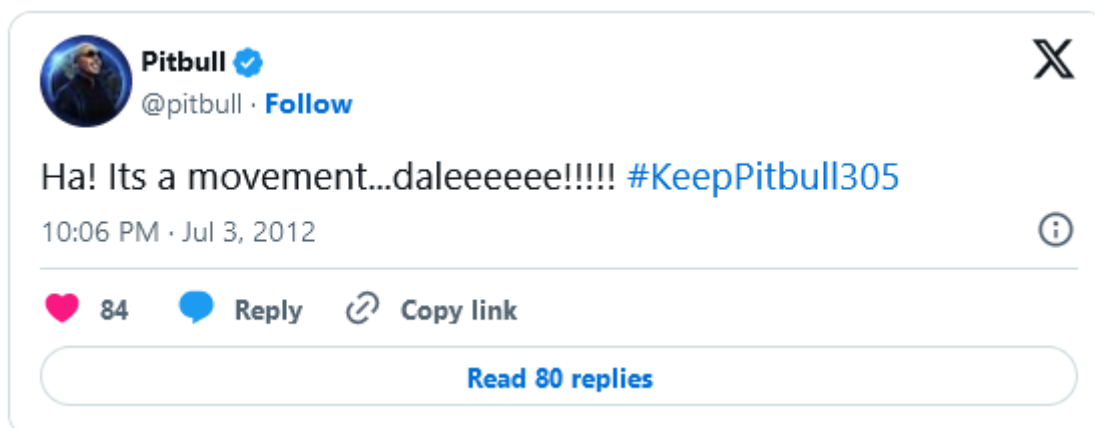 Pitbull
@pitbull · Follow
Ha! Its a movement...daleeeeee!!!!! #KeepPitbull305
10:06 PM · Jul 3, 2012
84 Reply Copy link
Read 80 replies